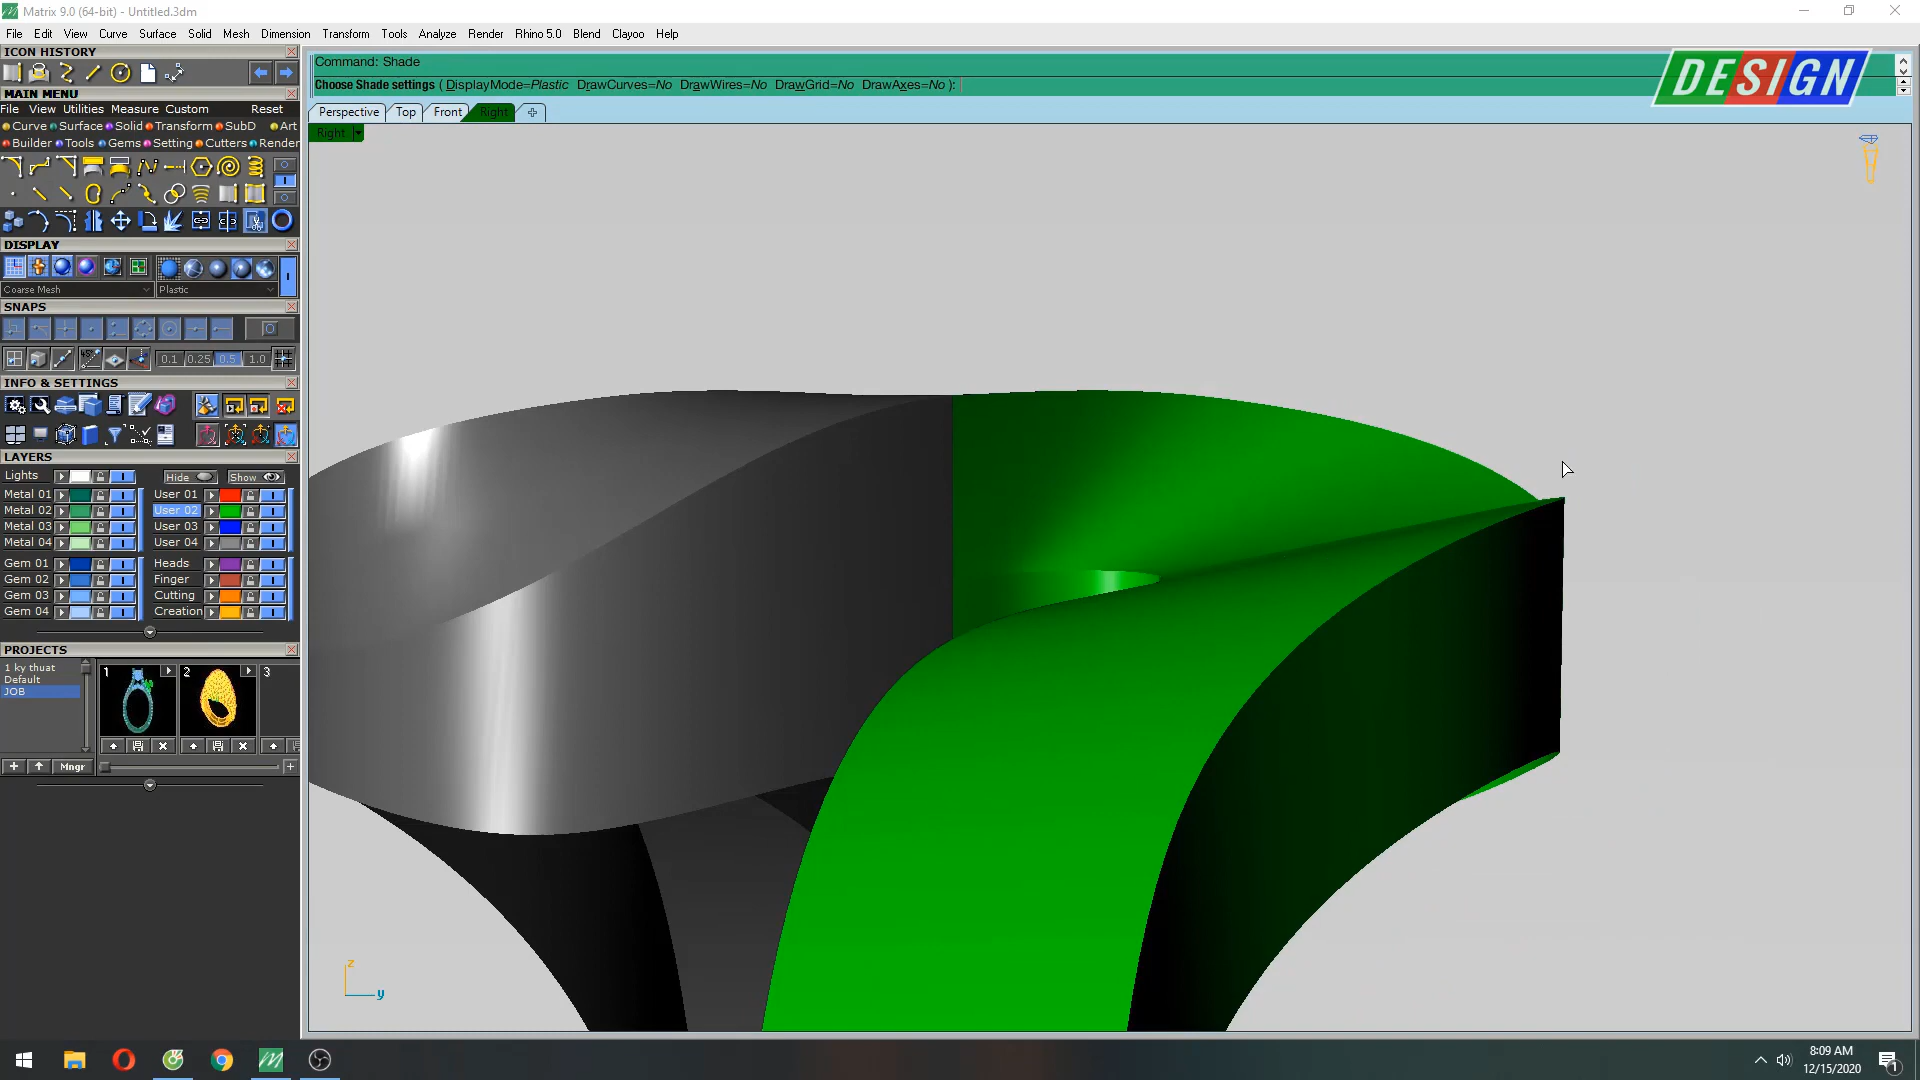 Matrix 9.0 (64-bit) - Untitled.3dm
File Edit View Curve Surface Solid Mesh Dimension Transform Tools Analyze Render Rhino 5.0 Blend Clayoo Help
ICON HISTORY
Command: Shade
Choose Shade settings ( DisplayMode=Plastic DrawCurves=No DrawWires=No DrawGrid=No DrawAxes=No ):
DESIGN
MAIN MENU
File View Utilities Measure Custom Reset
Perspective Top Front Right
Curve Surface Solid Transform SubD Art
Right
Builder Tools Gems Setting Cutters Render
DISPLAY
Coarse Mesh Plastic
SNAPS
0.1 0.25 0.5 1.0
INFO & SETTINGS
LAYERS
Lights Hide Show
Metal 01 User 01
Metal 02 User 02
Metal 03 User 03
Metal 04 User 04
Gem 01 Heads
Gem 02 Finger
Gem 03 Cutting
Gem 04 Creation
PROJECTS
1 ky thuat
Default
JOB
1 2 3
Mngr
z
y
8:09 AM
12/15/2020
1